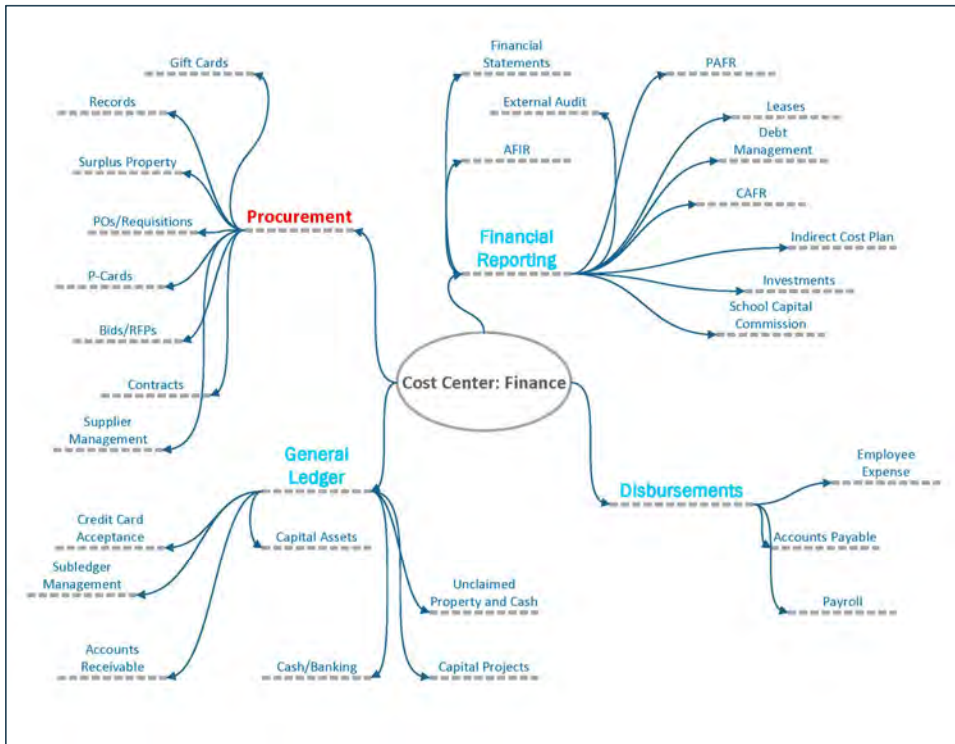 Gift Cards
Records
Surplus Property
POs/Requisitions
P-Cards
Bids/RFPs
Contracts
Supplier
Management
Procurement
Financial
Statements
External Audit
AFIR
Financial
Reporting
PAFR
Leases
Debt
Management
CAFR
Indirect Cost Plan
Investments
School Capital
Commission
Cost Center: Finance
General
Ledger
Credit Card
Acceptance
Subledger
Management
Accounts
Receivable
Capital Assets
Cash/Banking
Unclaimed
Property and Cash
Capital Projects
Disbursements
Employee
Expense
Accounts Payable
Payroll